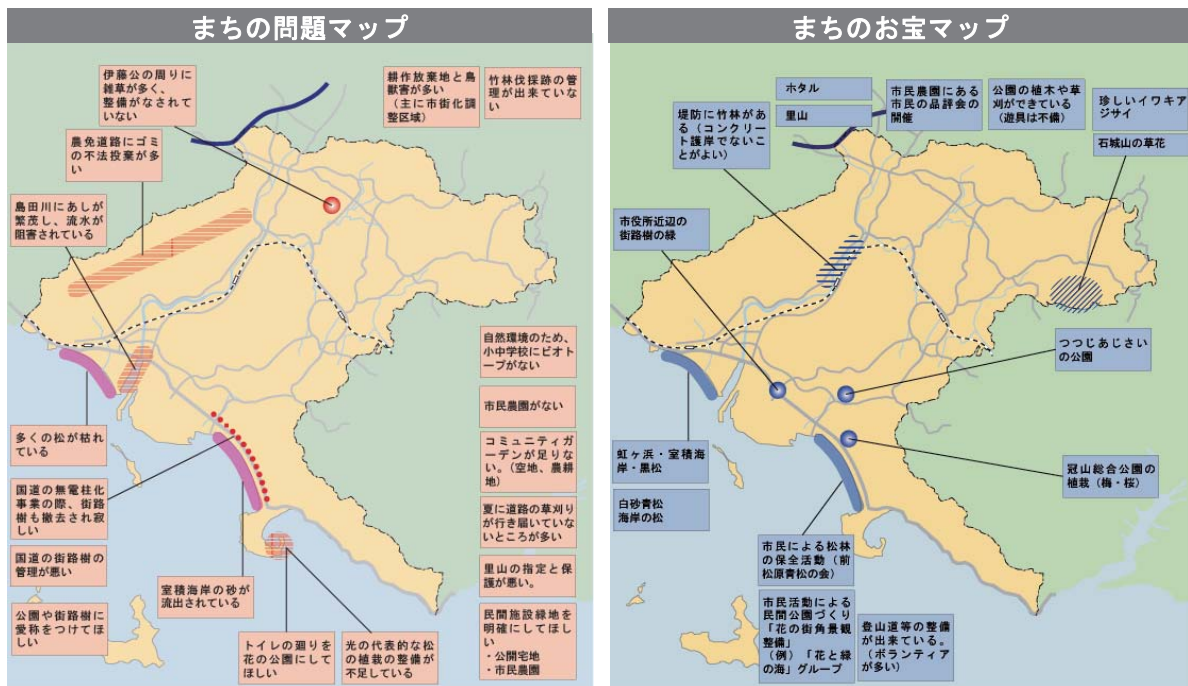 まちの問題マップ
伊藤公の周りに
雑草が多く、
整備がなされて
いない
耕作放棄地と鳥
獣害が多い
(主に市街化調
整区域)
竹林伐採跡の管
理が出来ていな
い
農免道路にゴミ
の不法投棄が多
い
島田川にあしが
繁茂し、流水が
阻害されている
自然環境のため、
小中学校にビオト
ープがない
市民農園がない
多くの松が枯れ
ている
コミュニティガ
ーデンが足りな
い。(空地、農耕
地)
国道の無電柱化
事業の際、街路
樹も撤去され寂
しい
夏に道路の草刈り
が行き届いていな
いところが多い
国道の街路樹の
管理が悪い
里山の指定と保
護が悪い。
室積海岸の砂が
流出されている
公園や街路樹に
愛称をつけてほ
しい
トイレの廻りを
花の公園にして
ほしい
光の代表的な松
の植栽の整備が
不足している
民間施設緑地を
明確にしてほし
い
・公開宅地
・市民農園
まちのお宝マップ
ホタル
里山
堤防に竹林が
ある(コンクリー
ト護岸でないこ
とがよい)
市民農園にある
市民の品評会の
開催
公園の植木や草
刈ができている
(遊具は不備)
珍しいイワキア
ジサイ
石城山の草花
市役所近辺の
街路樹の緑
つつじあじさい
の公園
虹ヶ浜・室積海
岸・黒松
冠山総合公園の
植栽(梅・桜)
白砂青松
海岸の松
市民による松林
の保全活動(前
松原青松の会)
市民活動による
民間公園づくり
「花の街角景観
整備」
(例)「花と緑
の海」グループ
登山道等の整備
が出来ている。
(ボランティア
が多い)